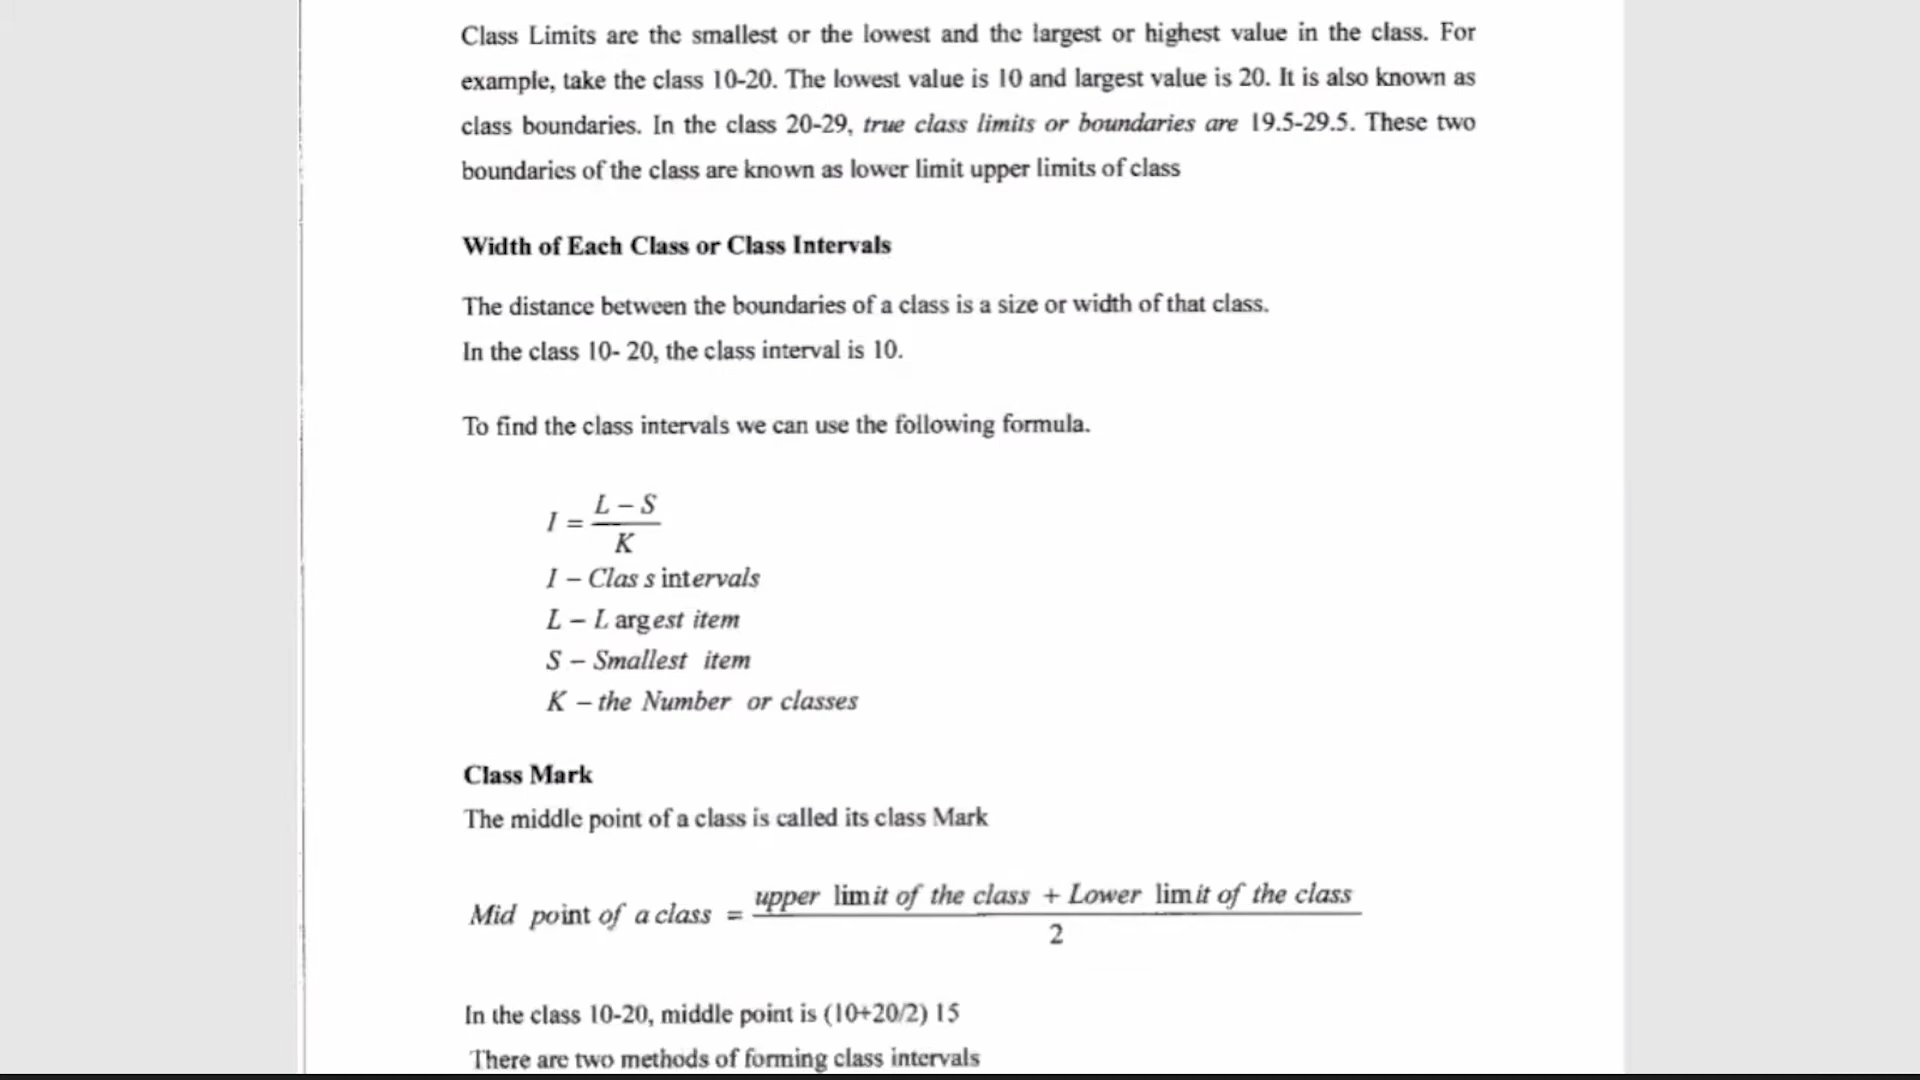 Class Limits are the smallest or the lowest and the largest or highest value in the class. For
example, take the class 10-20. The lowest value is 10 and largest value is 20. It is also known as
class boundaries. In the class 20-29, true class limits or boundaries are 19.5-29.5. These two
boundaries of the class are known as lower limit upper limits of class
Width of Each Class or Class Intervals
The distance between the boundaries of a class is a size or width of that class.
In the class 10- 20, the class interval is 10.
To find the class intervals we can use the following formula.
I = L – S
K
I – Clas s intervals
L – L argest item
S – Smallest item
K – the Number or classes
Class Mark
The middle point of a class is called its class Mark
Mid point of a class = upper limit of the class + Lower limit of the class
2
In the class 10-20, middle point is (10+20/2) 15
There are two methods of forming class intervals